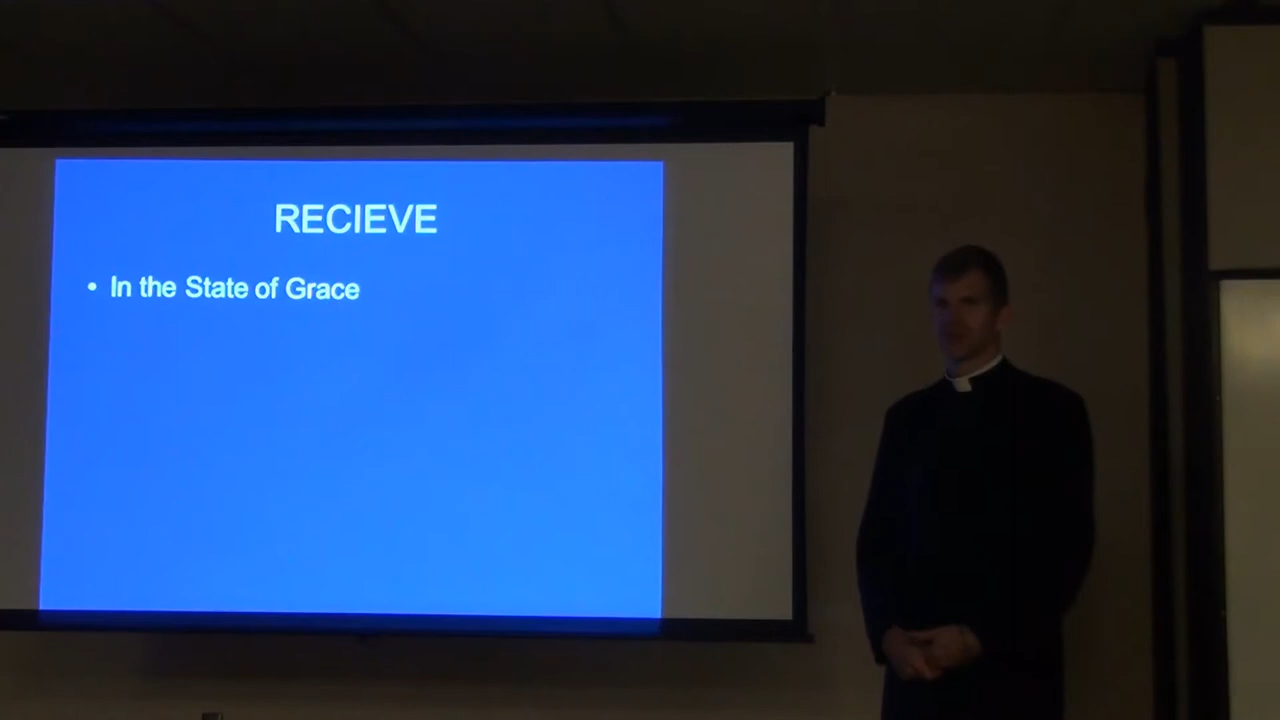 RECIEVE
• In the State of Grace